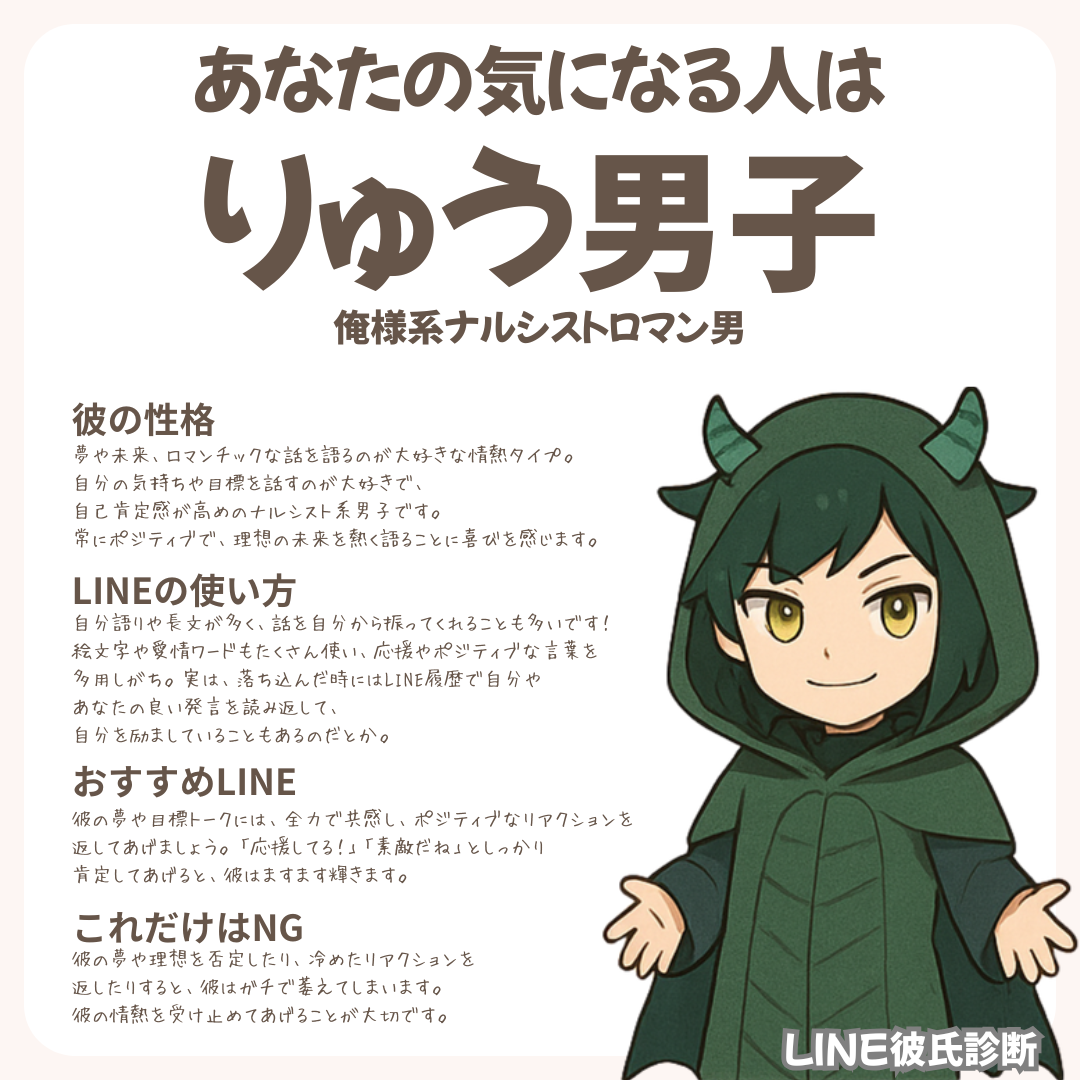 あなたの気になる人は
りゅう男子
俺様系ナルシストロマン男
彼の性格
夢や未来、ロマンチックな話を語るのが大好きな情熱タイプ。
自分の気持ちや目標を話すのが大好きで、
自己肯定感が高めのナルシスト系男子です。
常にポジティブで、理想の未来を熱く語ることに喜びを感じます。
LINEの使い方
自分語りや長文が多く、話を自分から振ってくれることも多いです！
絵文字や愛情ワードもたくさん使い、応援やポジティブな言葉を
多用しがち。実は、落ち込んだ時にはLINE履歴で自分や
あなたの良い発言を読み返して、
自分を励ましていることもあるのだとか。
おすすめLINE
彼の夢や目標トークには、全力で共感し、ポジティブなリアクションを
返してあげましょう。「応援してる！」「素敵だね」としっかり
肯定してあげると、彼はますます輝きます。
これだけはNG
彼の夢や理想を否定したり、冷めたリアクションを
返したりすると、彼はガチで萎えてしまいます。
彼の情熱を受け止めてあげることが大切です。
LINE彼氏診断